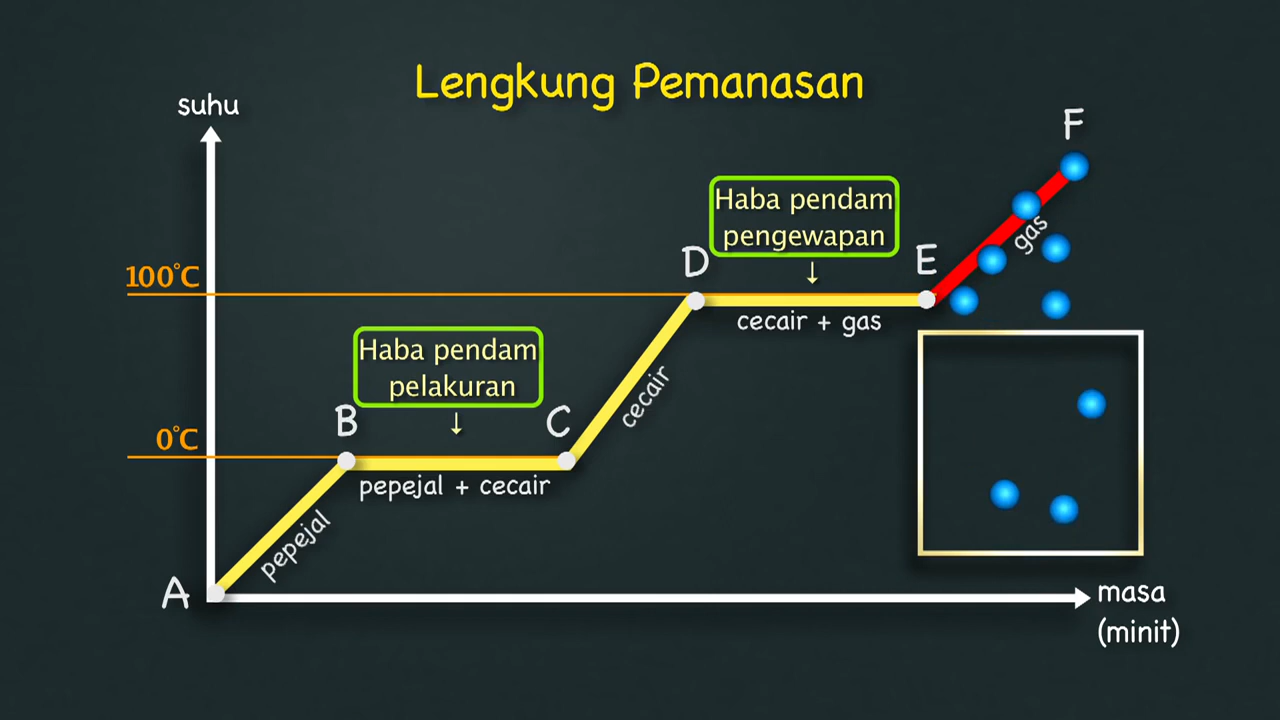 Lengkung Pemanasan
suhu
F
Haba pendam
pengewapan
↓
gas
D
E
100°C
cecair + gas
Haba pendam
pelakuran
↓
cecair
B
C
0°C
pepejal + cecair
pepejal
A
masa
(minit)